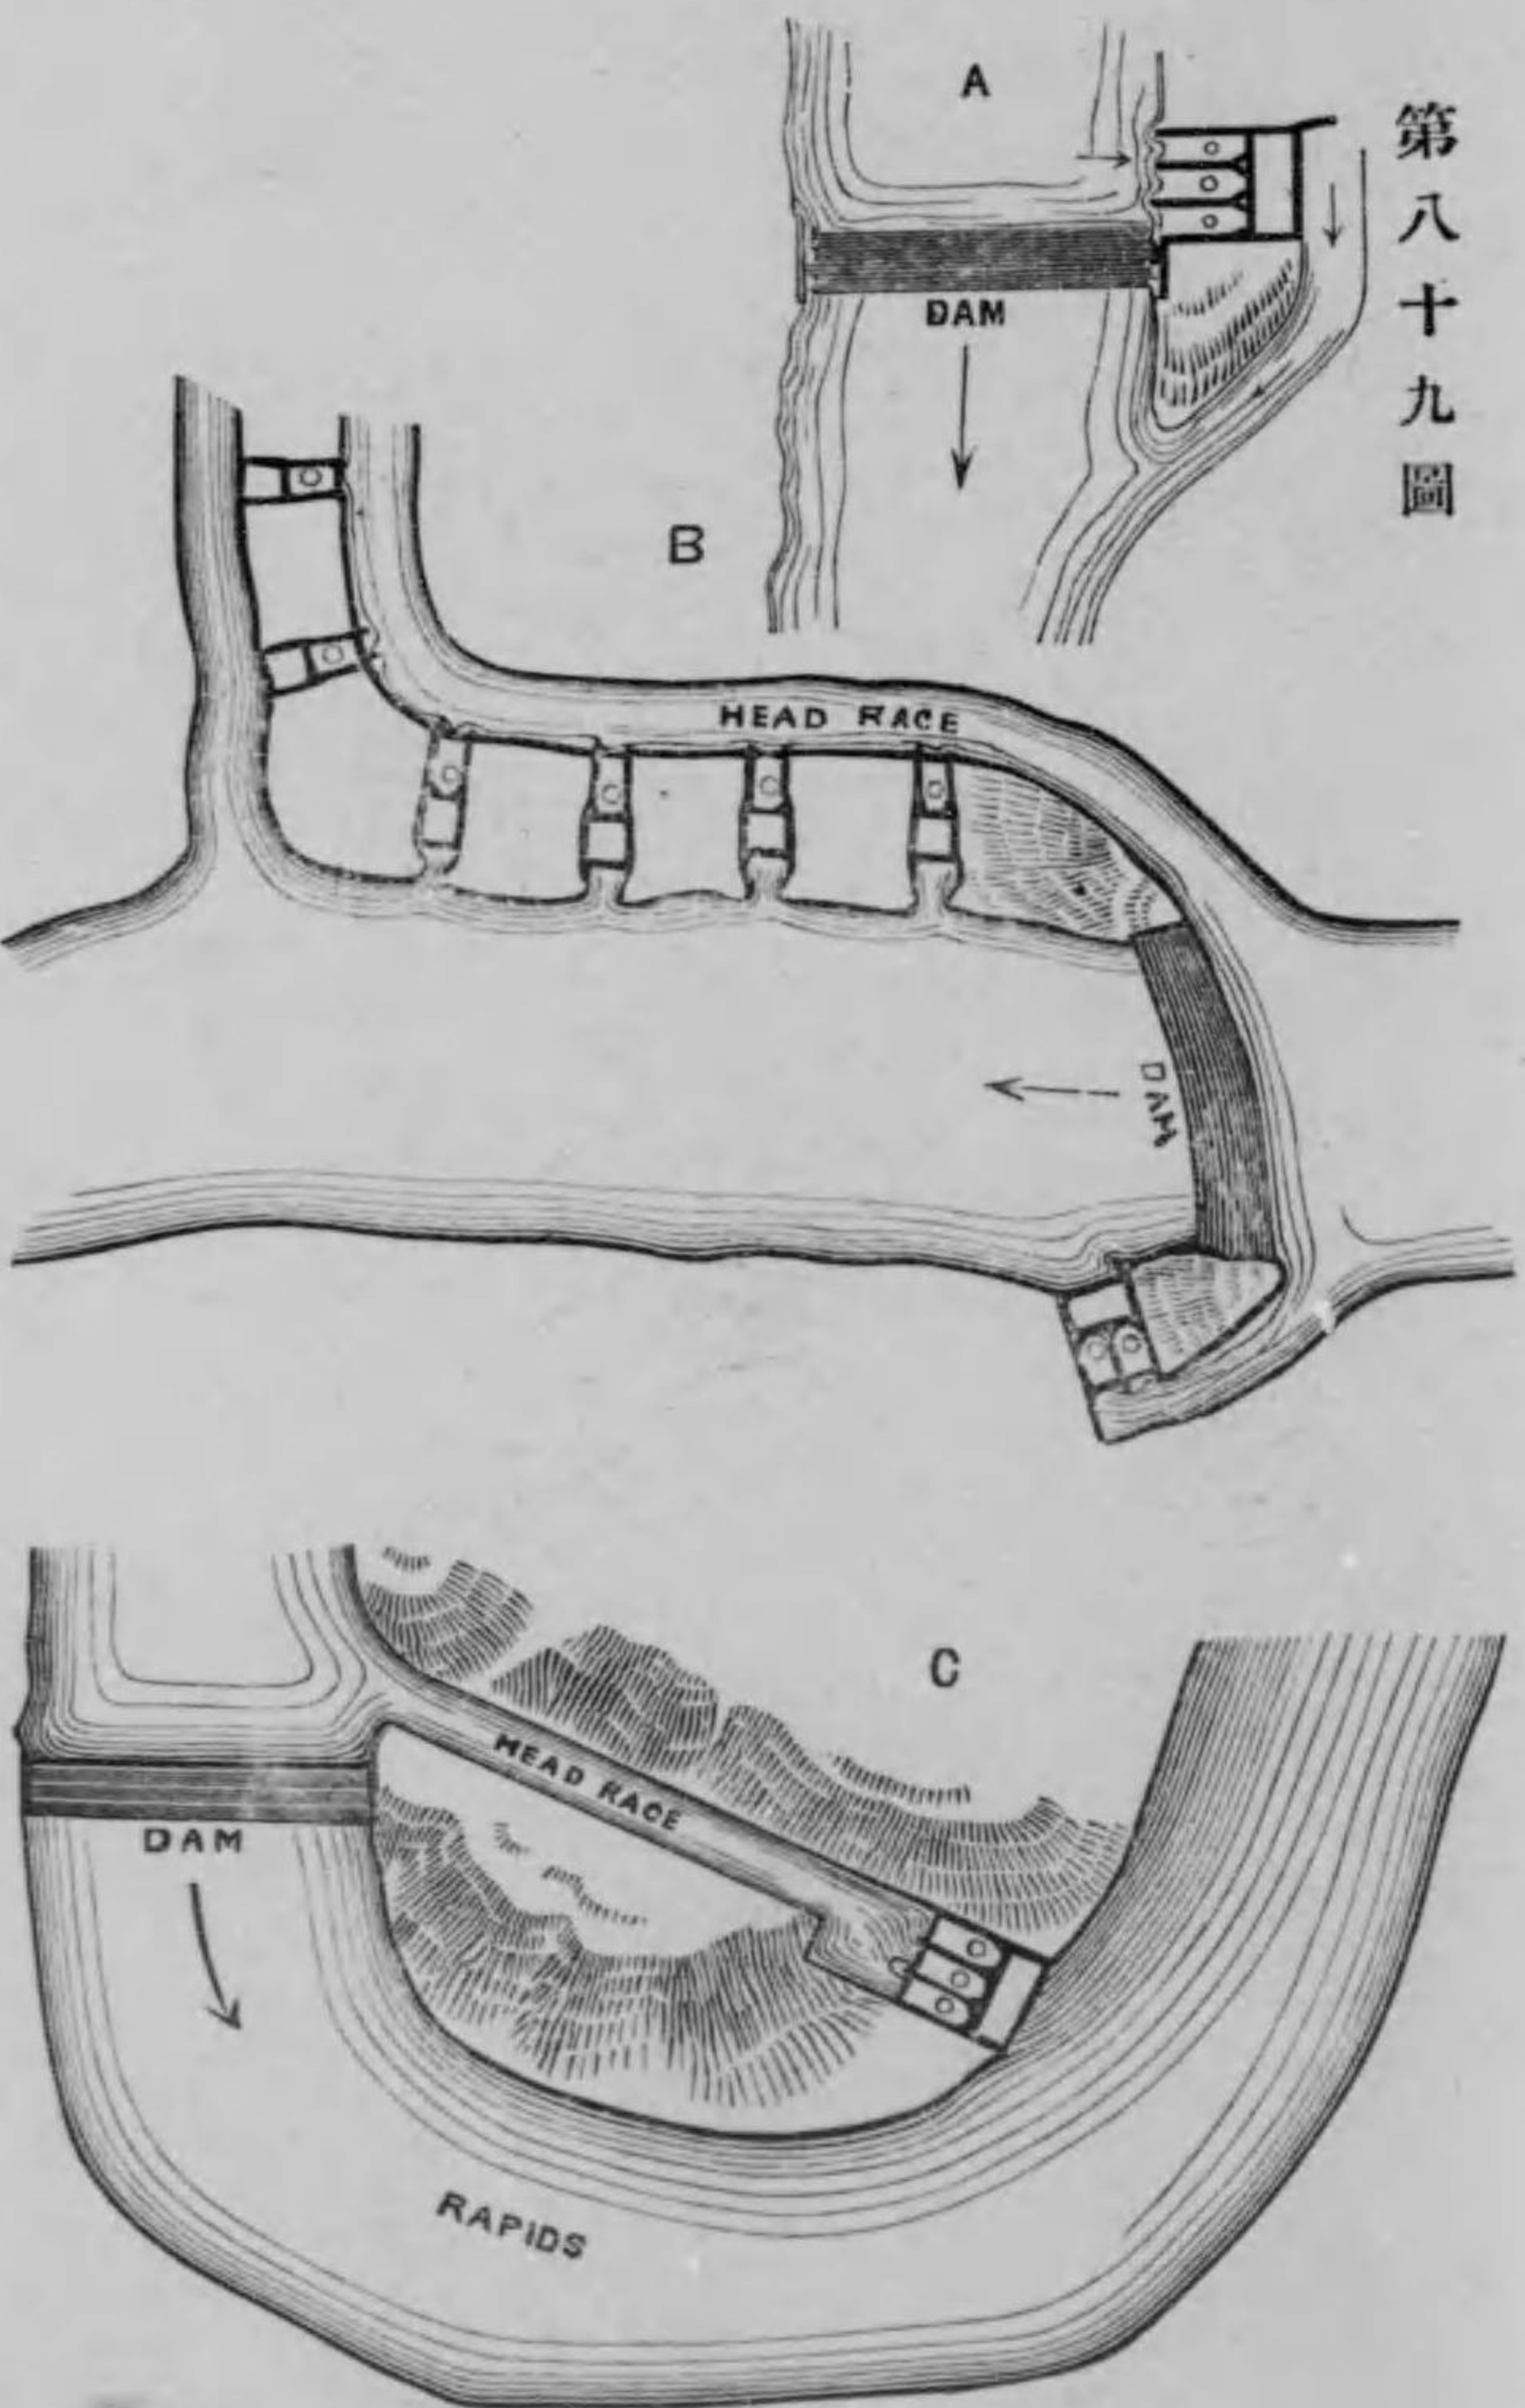 第八十九圖
A
DAM
B
HEAD RACE
DAM
C
HEAD RACE
DAM
RAPIDS